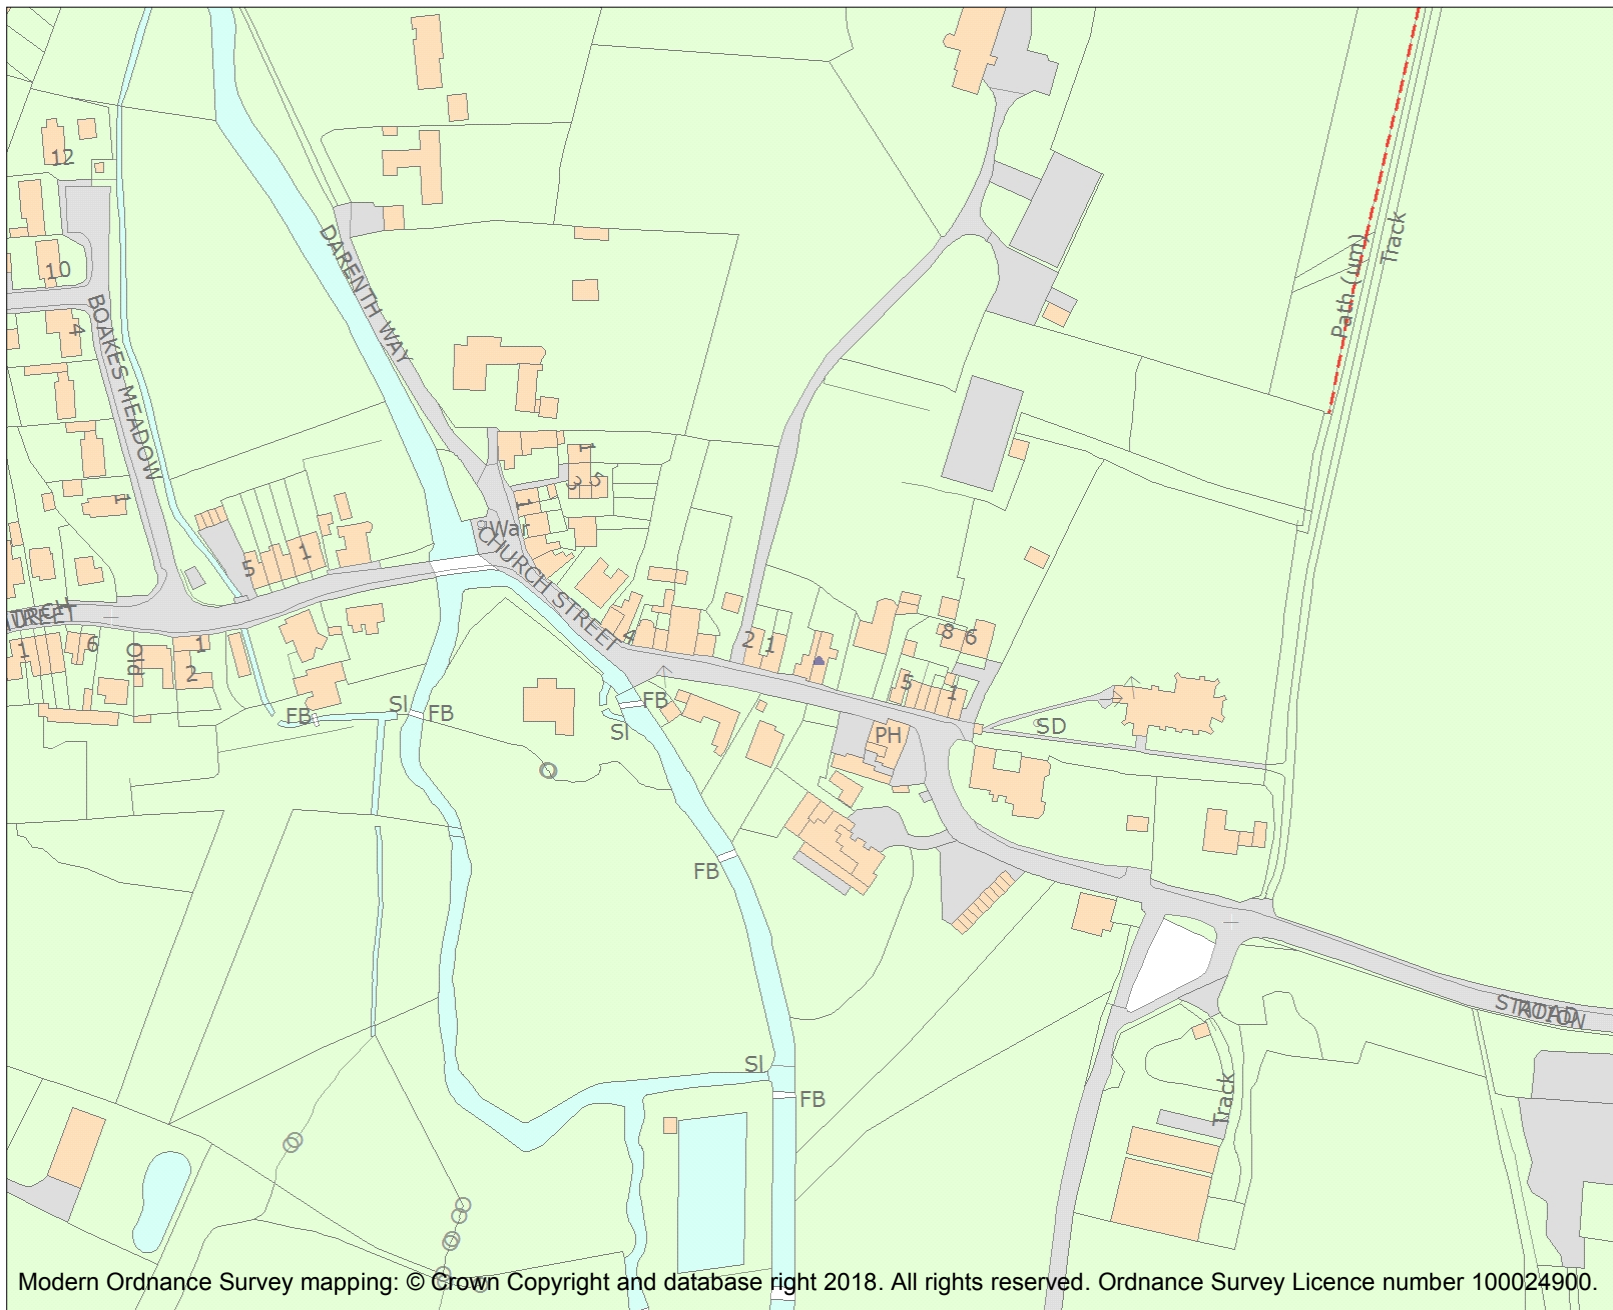 12
10
4
BOAKES MEADOW
1
DARENTH WAY
Path (um)
Track
1
3
5
1
War
CHURCH STREET
5
1
1
6
Old
1
2
4
2
1
8
6
5
1
FB
Sl
FB
FB
Sl
PH
SD
FB
Sl
FB
STATION
ROAD
Track
Modern Ordnance Survey mapping: © Crown Copyright and database right 2018. All rights reserved. Ordnance Survey Licence number 100024900.